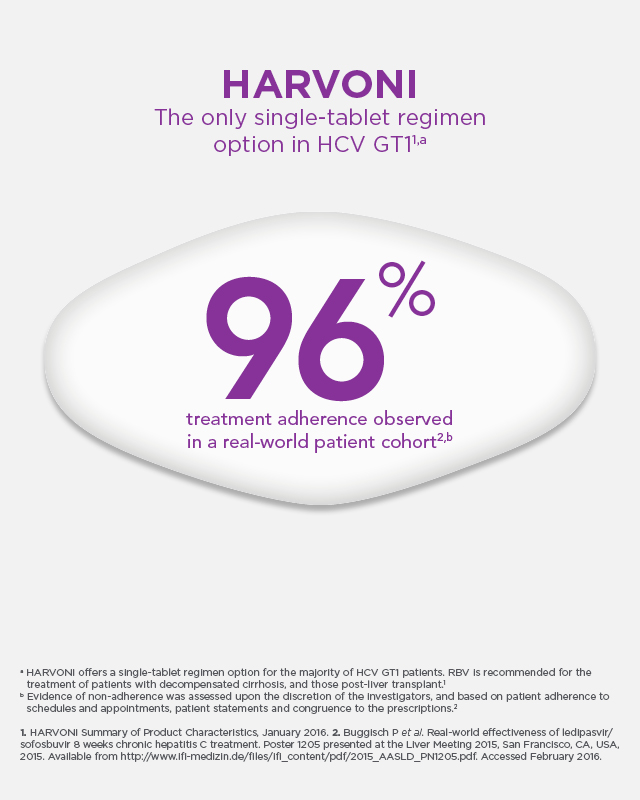 HARVONI
The only single-tablet regimen
option in HCV GT1¹,ᵃ
96%
treatment adherence observed
in a real-world patient cohort²,ᵇ
ᵃ HARVONI offers a single-tablet regimen option for the majority of HCV GT1 patients. RBV is recommended for the
treatment of patients with decompensated cirrhosis, and those post-liver transplant.¹
ᵇ Evidence of non-adherence was assessed upon the discretion of the investigators, and based on patient adherence to
schedules and appointments, patient statements and congruence to the prescriptions.²
1. HARVONI Summary of Product Characteristics, January 2016. 2. Buggisch P et al. Real-world effectiveness of ledipasvir/
sofosbuvir 8 weeks chronic hepatitis C treatment. Poster 1205 presented at the Liver Meeting 2015, San Francisco, CA, USA,
2015. Available from http://www.ifi-medizin.de/files/ifi_content/pdf/2015_AASLD_PN1205.pdf. Accessed February 2016.